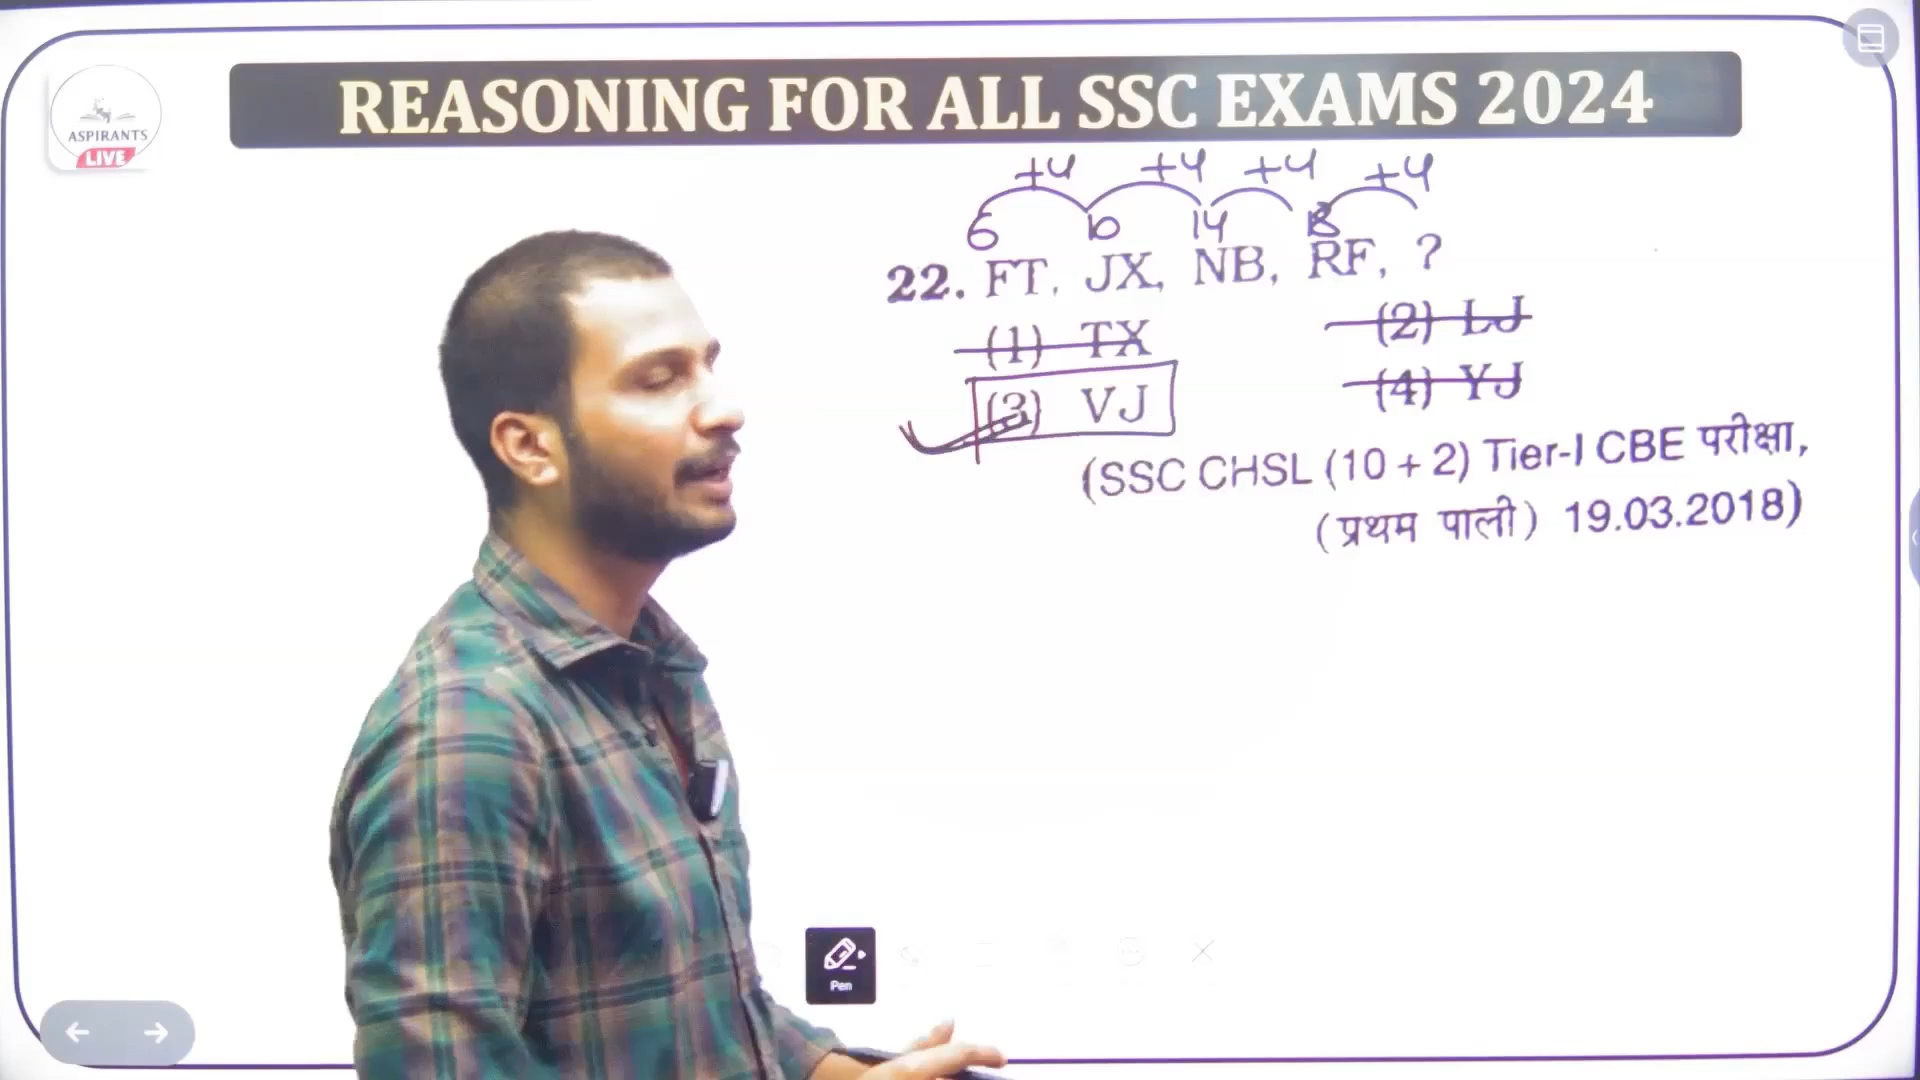 REASONING FOR ALL SSC EXAMS 2024
ASPIRANTS
LIVE
+4 +4 +4 +4
6 10 14 18
22. FT, JX, NB, RF, ?
(1) TX (2) LJ
(3) VJ (4) YJ
(SSC CHSL (10 + 2) Tier-I CBE परीक्षा,
(प्रथम पाली) 19.03.2018)
Pen